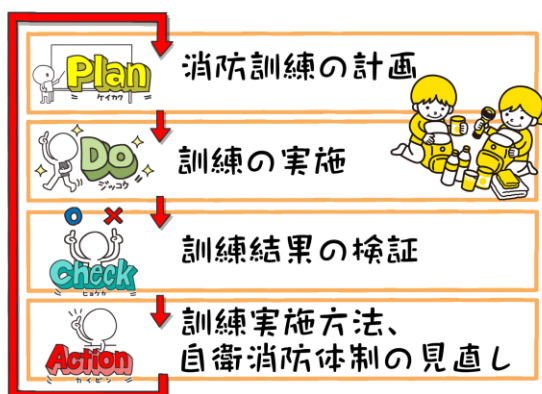 Plan
ケイカク
消防訓練の計画
Do
ジッコウ
訓練の実施
Check
ヒョウカ
訓練結果の検証
Action
カイゼン
訓練実施方法、
自衛消防体制の見直し